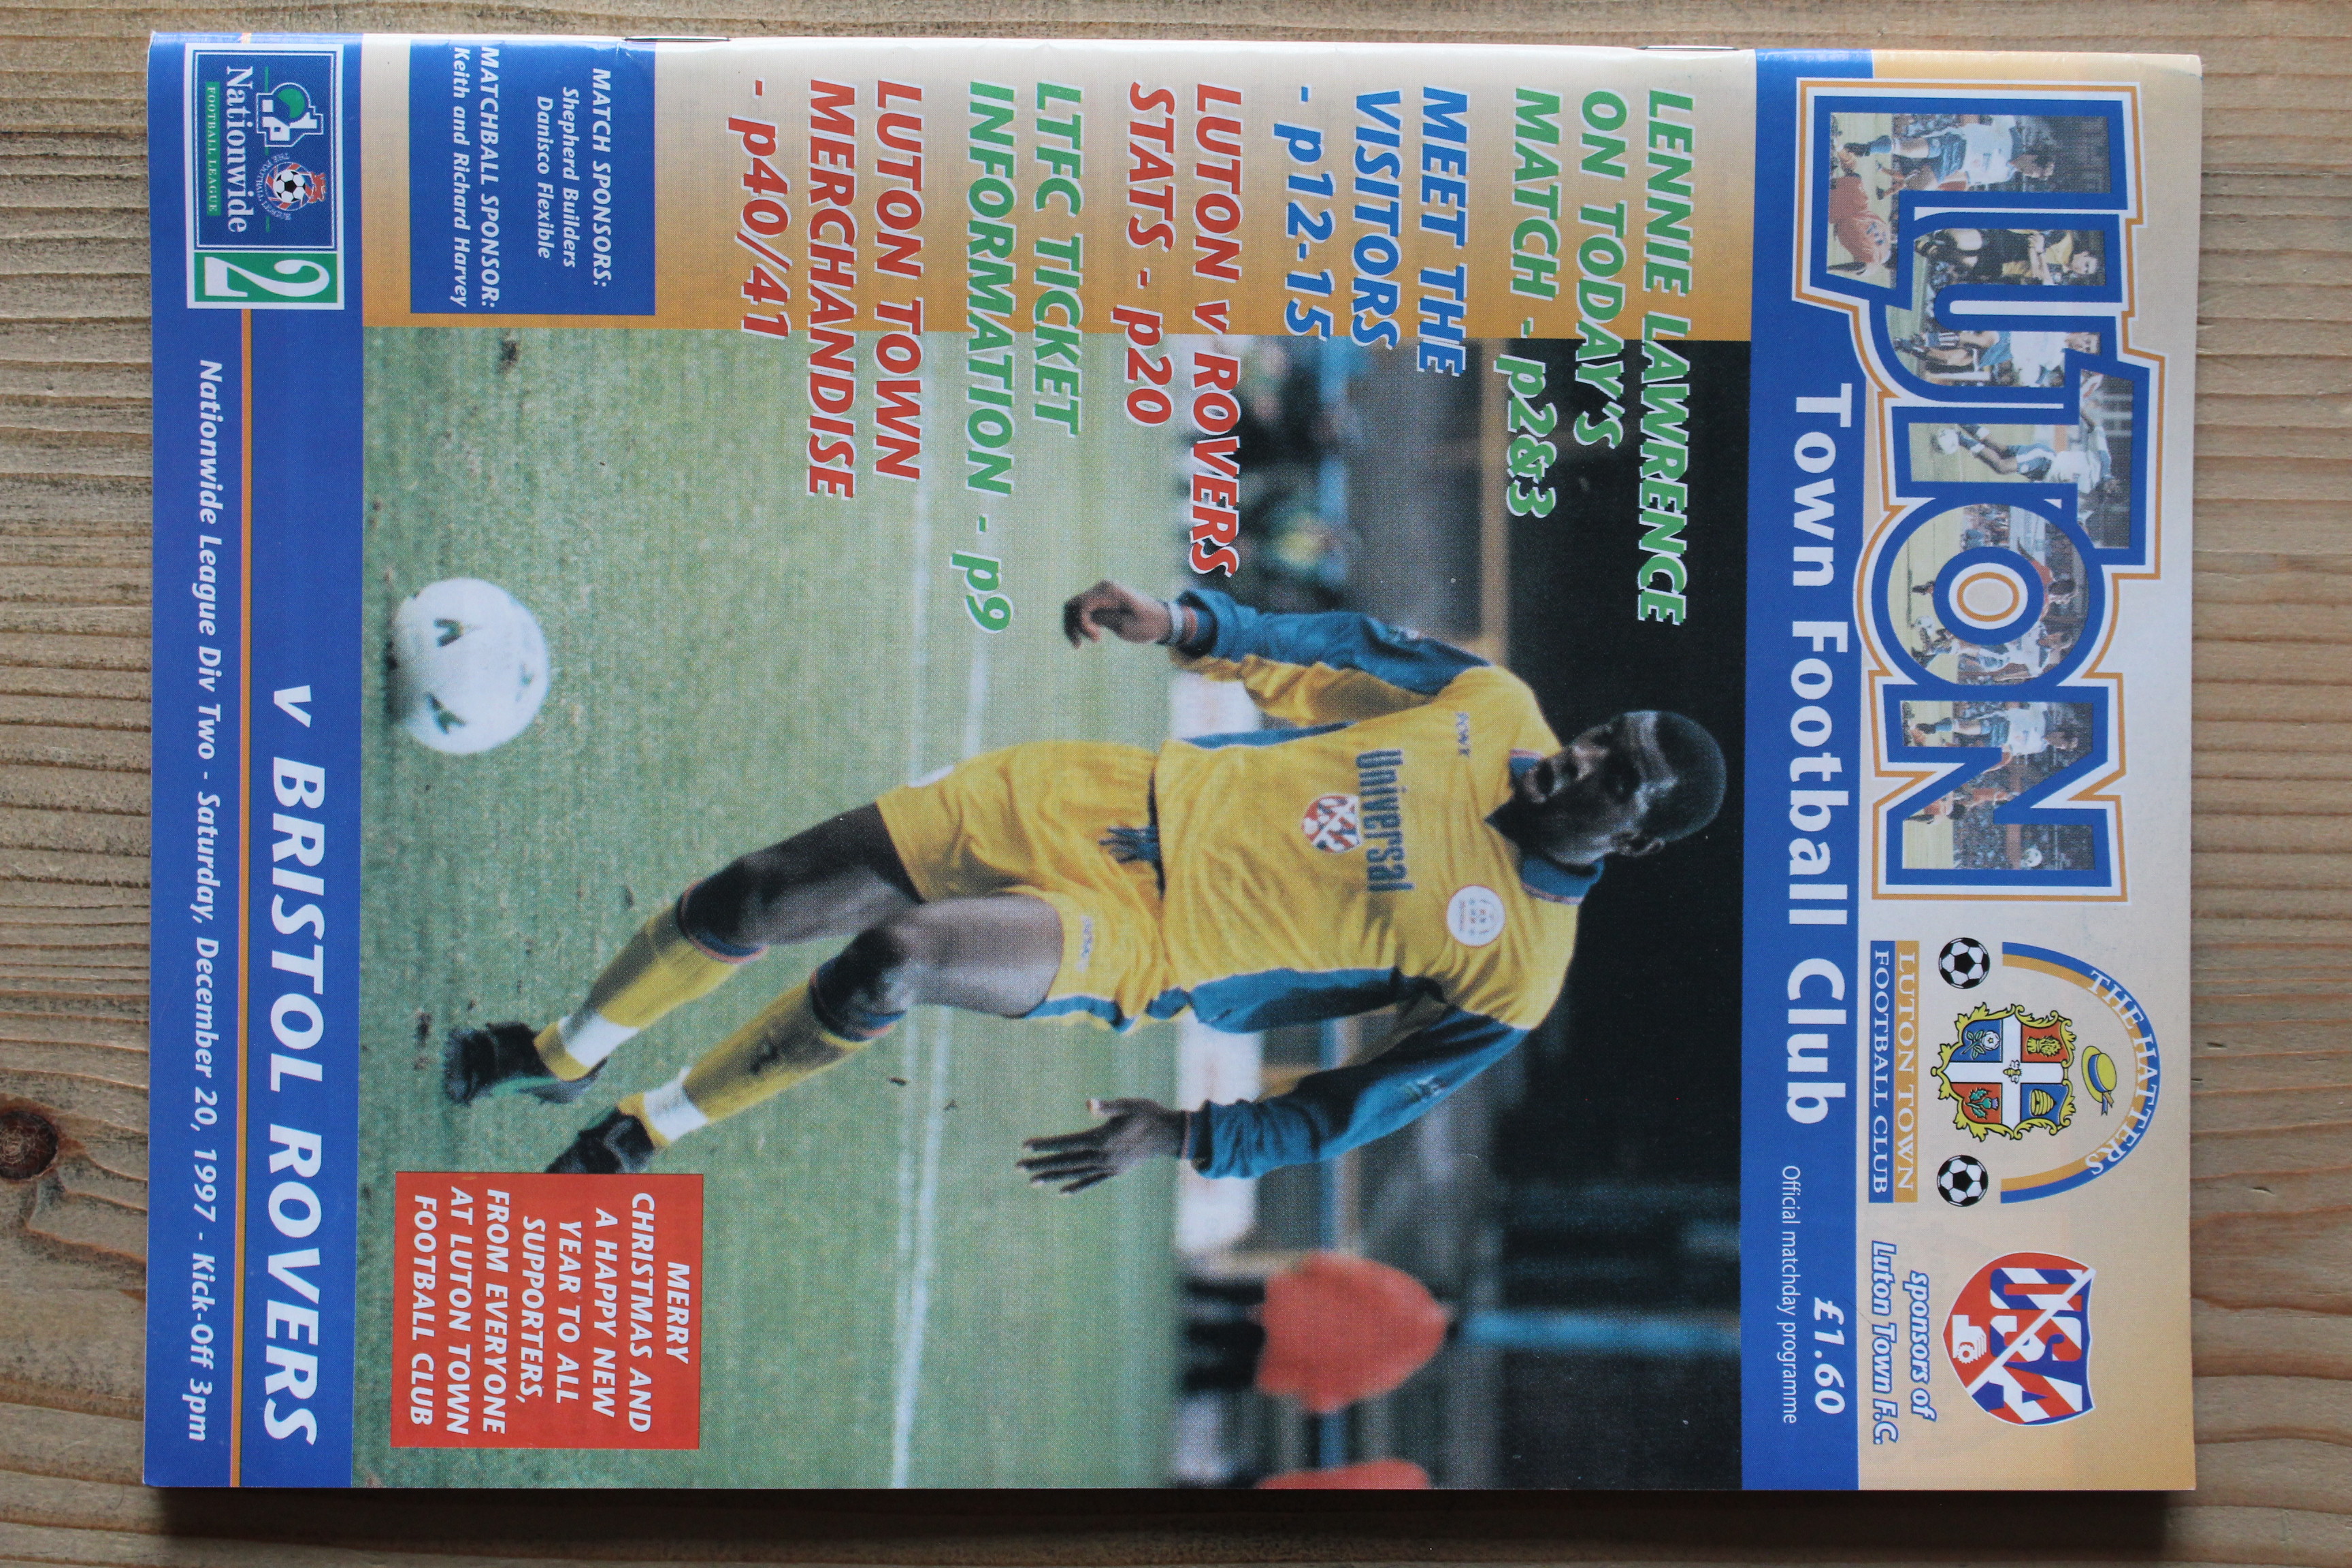 LUTON
THE HATTERS
LUTON TOWN
FOOTBALL CLUB
USA
sponsors of
Luton Town F.C.
Town Football Club
£1.60
Official matchday programme
LENNIE LAWRENCE
ON TODAY'S
MATCH - p2&3
MEET THE
VISITORS
- p12-15
LUTON v ROVERS
STATS - p20
LTFC TICKET
INFORMATION - p9
LUTON TOWN
MERCHANDISE
- p40/41
Universal
USA
MATCH SPONSORS:
Shepherd Builders
Danisco Flexible
MATCHBALL SPONSOR:
Keith and Richard Harvey
MERRY
CHRISTMAS AND
A HAPPY NEW
YEAR TO ALL
SUPPORTERS,
FROM EVERYONE
AT LUTON TOWN
FOOTBALL CLUB
Nationwide
FOOTBALL LEAGUE
2
v BRISTOL ROVERS
Nationwide League Div Two - Saturday, December 20, 1997 - Kick-Off 3pm